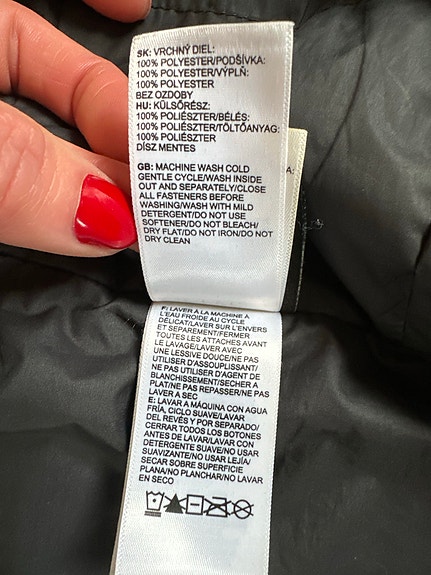 SK: VRCHNÝ DIEL:
100% POLYESTER/PODŠÍVKA:
100% POLYESTER/VÝPLŇ:
100% POLYESTER
BEZ OZDOBY
HU: KÜLSŐRÉSZ:
100% POLIÉSZTER/BÉLÉS:
100% POLIÉSZTER/TÖLTŐANYAG:
100% POLIÉSZTER
DÍSZ MENTES
GB: MACHINE WASH COLD
GENTLE CYCLE/WASH INSIDE
OUT AND SEPARATELY/CLOSE
ALL FASTENERS BEFORE
WASHING/WASH WITH MILD
DETERGENT/DO NOT USE
SOFTENER/DO NOT BLEACH/
DRY FLAT/DO NOT IRON/DO NOT
DRY CLEAN
A:
F: LAVER À LA MACHINE À
L'EAU FROIDE AU CYCLE
DÉLICAT/LAVER SUR L'ENVERS
ET SEPAREMENT/FERMER
TOUTES LES ATTACHES AVANT
LE LAVAGE/LAVER AVEC
UNE LESSIVE DOUCE/NE PAS
UTILISER D'ASSOUPLISSANT/
NE PAS UTILISER D'AGENT DE
BLANCHISSEMENT/SECHER A
PLAT/NE PAS REPASSER/NE PAS
LAVER A SEC
E: LAVAR A MÁQUINA CON AGUA
FRÍA, CICLO SUAVE/LAVAR
DEL REVÉS Y POR SEPARADO/
CERRAR TODOS LOS BOTONES
ANTES DE LAVAR/LAVAR CON
DETERGENTE SUAVE/NO USAR
SUAVIZANTE/NO USAR LEJÍA/
SECAR SOBRE SUPERFICIE
PLANA/NO PLANCHAR/NO LAVAR
EN SECO